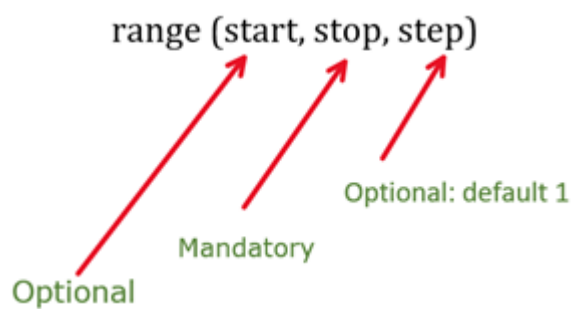 range (start, stop, step)
Optional: default 1
Mandatory
Optional